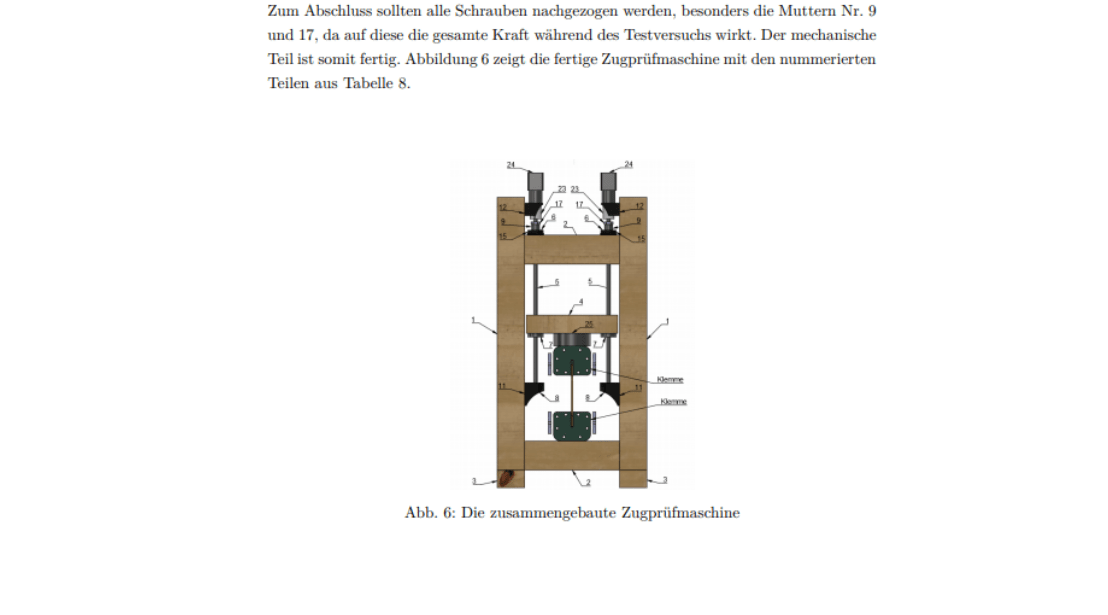 Zum Abschluss sollten alle Schrauben nachgezogen werden, besonders die Muttern Nr. 9
und 17, da auf diese die gesamte Kraft während des Testversuchs wirkt. Der mechanische
Teil ist somit fertig. Abbildung 6 zeigt die fertige Zugprüfmaschine mit den nummerierten
Teilen aus Tabelle 8.
24 24
23 23
12 17 17 12
9 6 6 9
2
15 15
5 5
4
1 25 1
7 7
Klemme
11 11
8 8
Klemme
3 2 3
Abb. 6: Die zusammengebaute Zugprüfmaschine